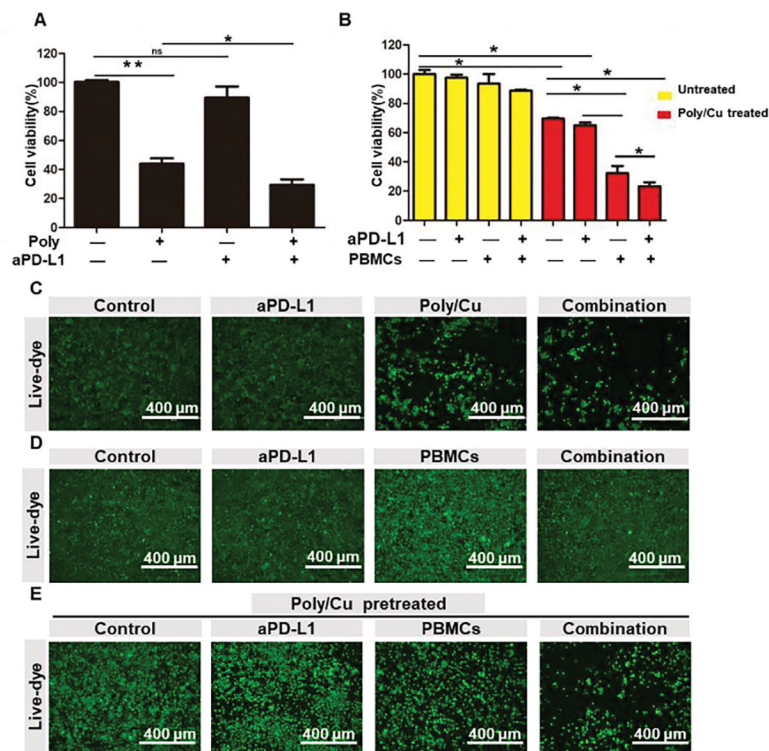 A
Cell viability(%)
120
100
80
60
40
20
0
ns
**
*
Poly — + — +
aPD-L1 — — + +
B
Cell viability(%)
120
100
80
60
40
20
0
*
*
*
*
*
Untreated
Poly/Cu treated
aPD-L1 — + — + — + — +
PBMCs — — + + — — + +
C
Control aPD-L1 Poly/Cu Combination
Live-dye
400 µm 400 µm 400 µm 400 µm
D
Control aPD-L1 PBMCs Combination
Live-dye
400 µm 400 µm 400 µm 400 µm
E
Poly/Cu pretreated
Control aPD-L1 PBMCs Combination
Live-dye
400 µm 400 µm 400 µm 400 µm